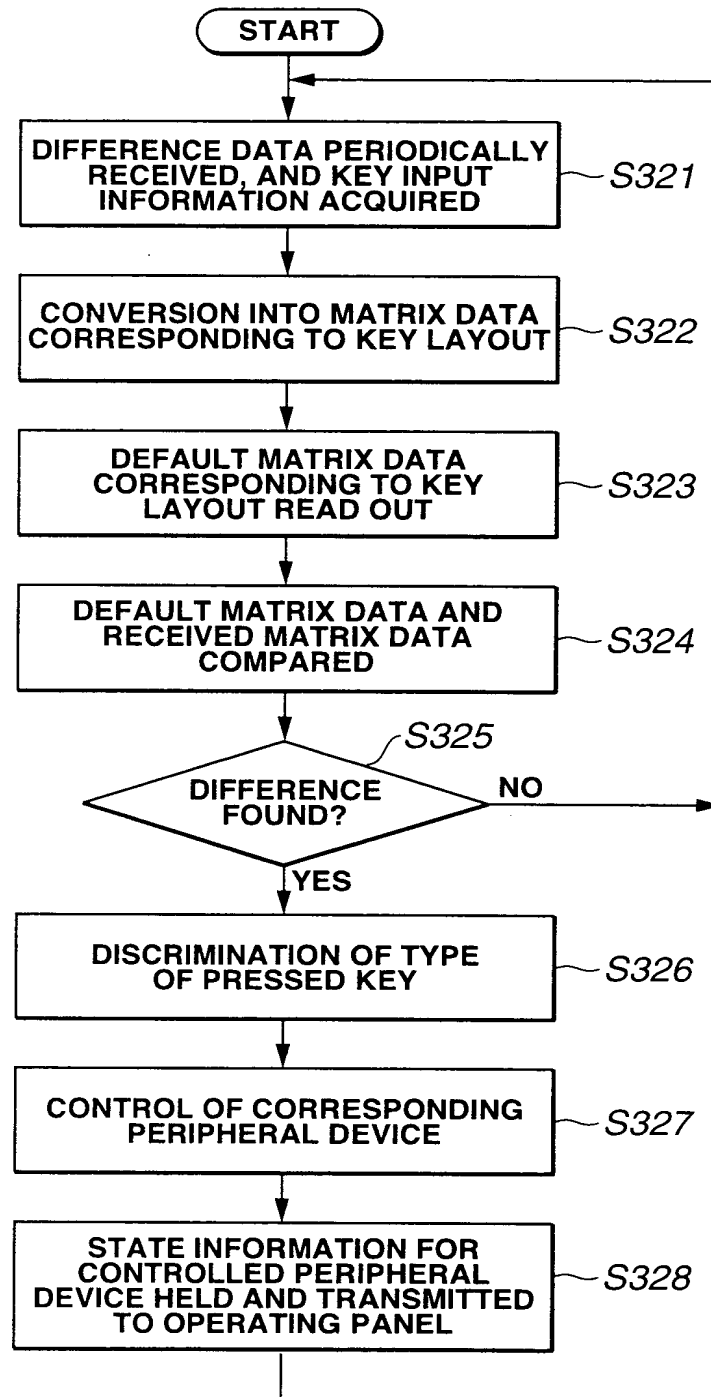 START
DIFFERENCE DATA PERIODICALLY
RECEIVED, AND KEY INPUT
INFORMATION ACQUIRED
S321
CONVERSION INTO MATRIX DATA
CORRESPONDING TO KEY LAYOUT
S322
DEFAULT MATRIX DATA
CORRESPONDING TO KEY
LAYOUT READ OUT
S323
DEFAULT MATRIX DATA AND
RECEIVED MATRIX DATA
COMPARED
S324
S325
DIFFERENCE
FOUND?
NO
YES
DISCRIMINATION OF TYPE
OF PRESSED KEY
S326
CONTROL OF CORRESPONDING
PERIPHERAL DEVICE
S327
STATE INFORMATION FOR
CONTROLLED PERIPHERAL
DEVICE HELD AND TRANSMITTED
TO OPERATING PANEL
S328